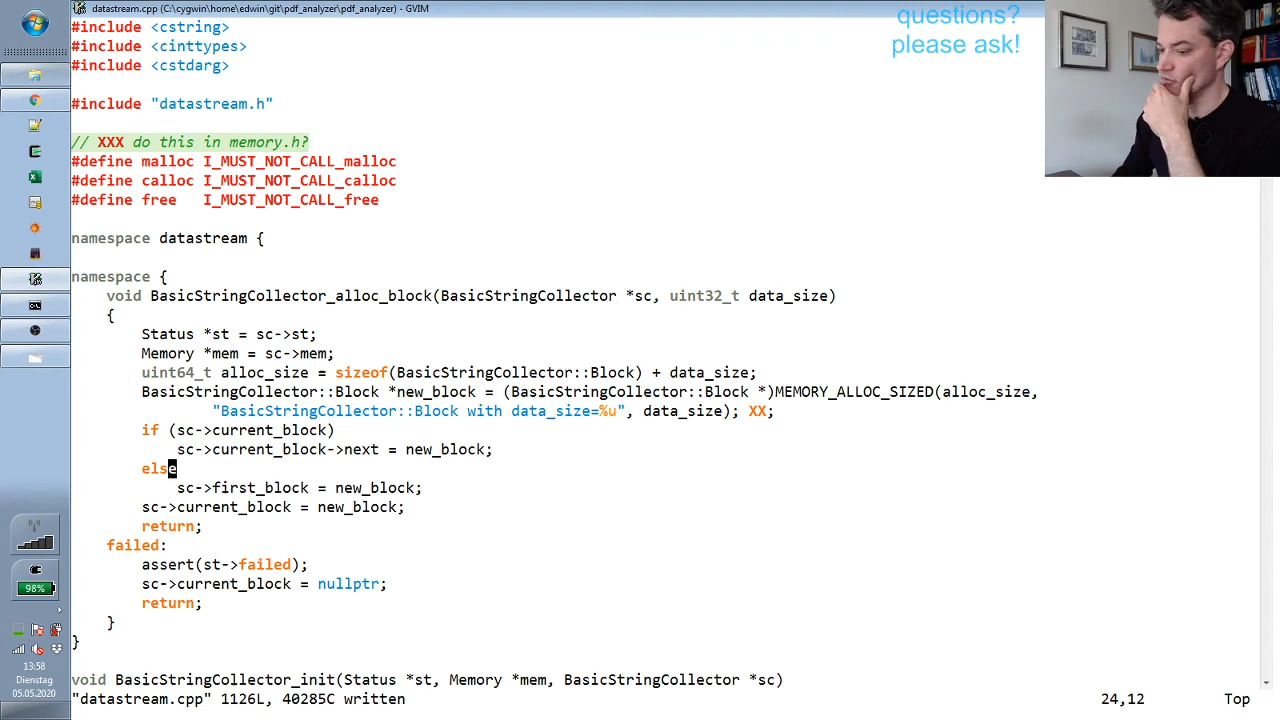 datastream.cpp (C:\cygwin\home\edwin\git\pdf_analyzer\pdf_analyzer) - GVIM
questions?
please ask!
#include <cstring>
#include <cinttypes>
#include <cstdarg>
#include "datastream.h"
// XXX do this in memory.h?
#define malloc I_MUST_NOT_CALL_malloc
#define calloc I_MUST_NOT_CALL_calloc
#define free   I_MUST_NOT_CALL_free
namespace datastream {
namespace {
void BasicStringCollector_alloc_block(BasicStringCollector *sc, uint32_t data_size)
{
Status *st = sc->st;
Memory *mem = sc->mem;
uint64_t alloc_size = sizeof(BasicStringCollector::Block) + data_size;
BasicStringCollector::Block *new_block = (BasicStringCollector::Block *)MEMORY_ALLOC_SIZED(alloc_size,
"BasicStringCollector::Block with data_size=%u", data_size); XX;
if (sc->current_block)
sc->current_block->next = new_block;
else
sc->first_block = new_block;
sc->current_block = new_block;
return;
failed:
assert(st->failed);
sc->current_block = nullptr;
return;
}
}
void BasicStringCollector_init(Status *st, Memory *mem, BasicStringCollector *sc)
"datastream.cpp" 1126L, 40285C written
24,12
Top
98%
13:58
Dienstag
05.05.2020